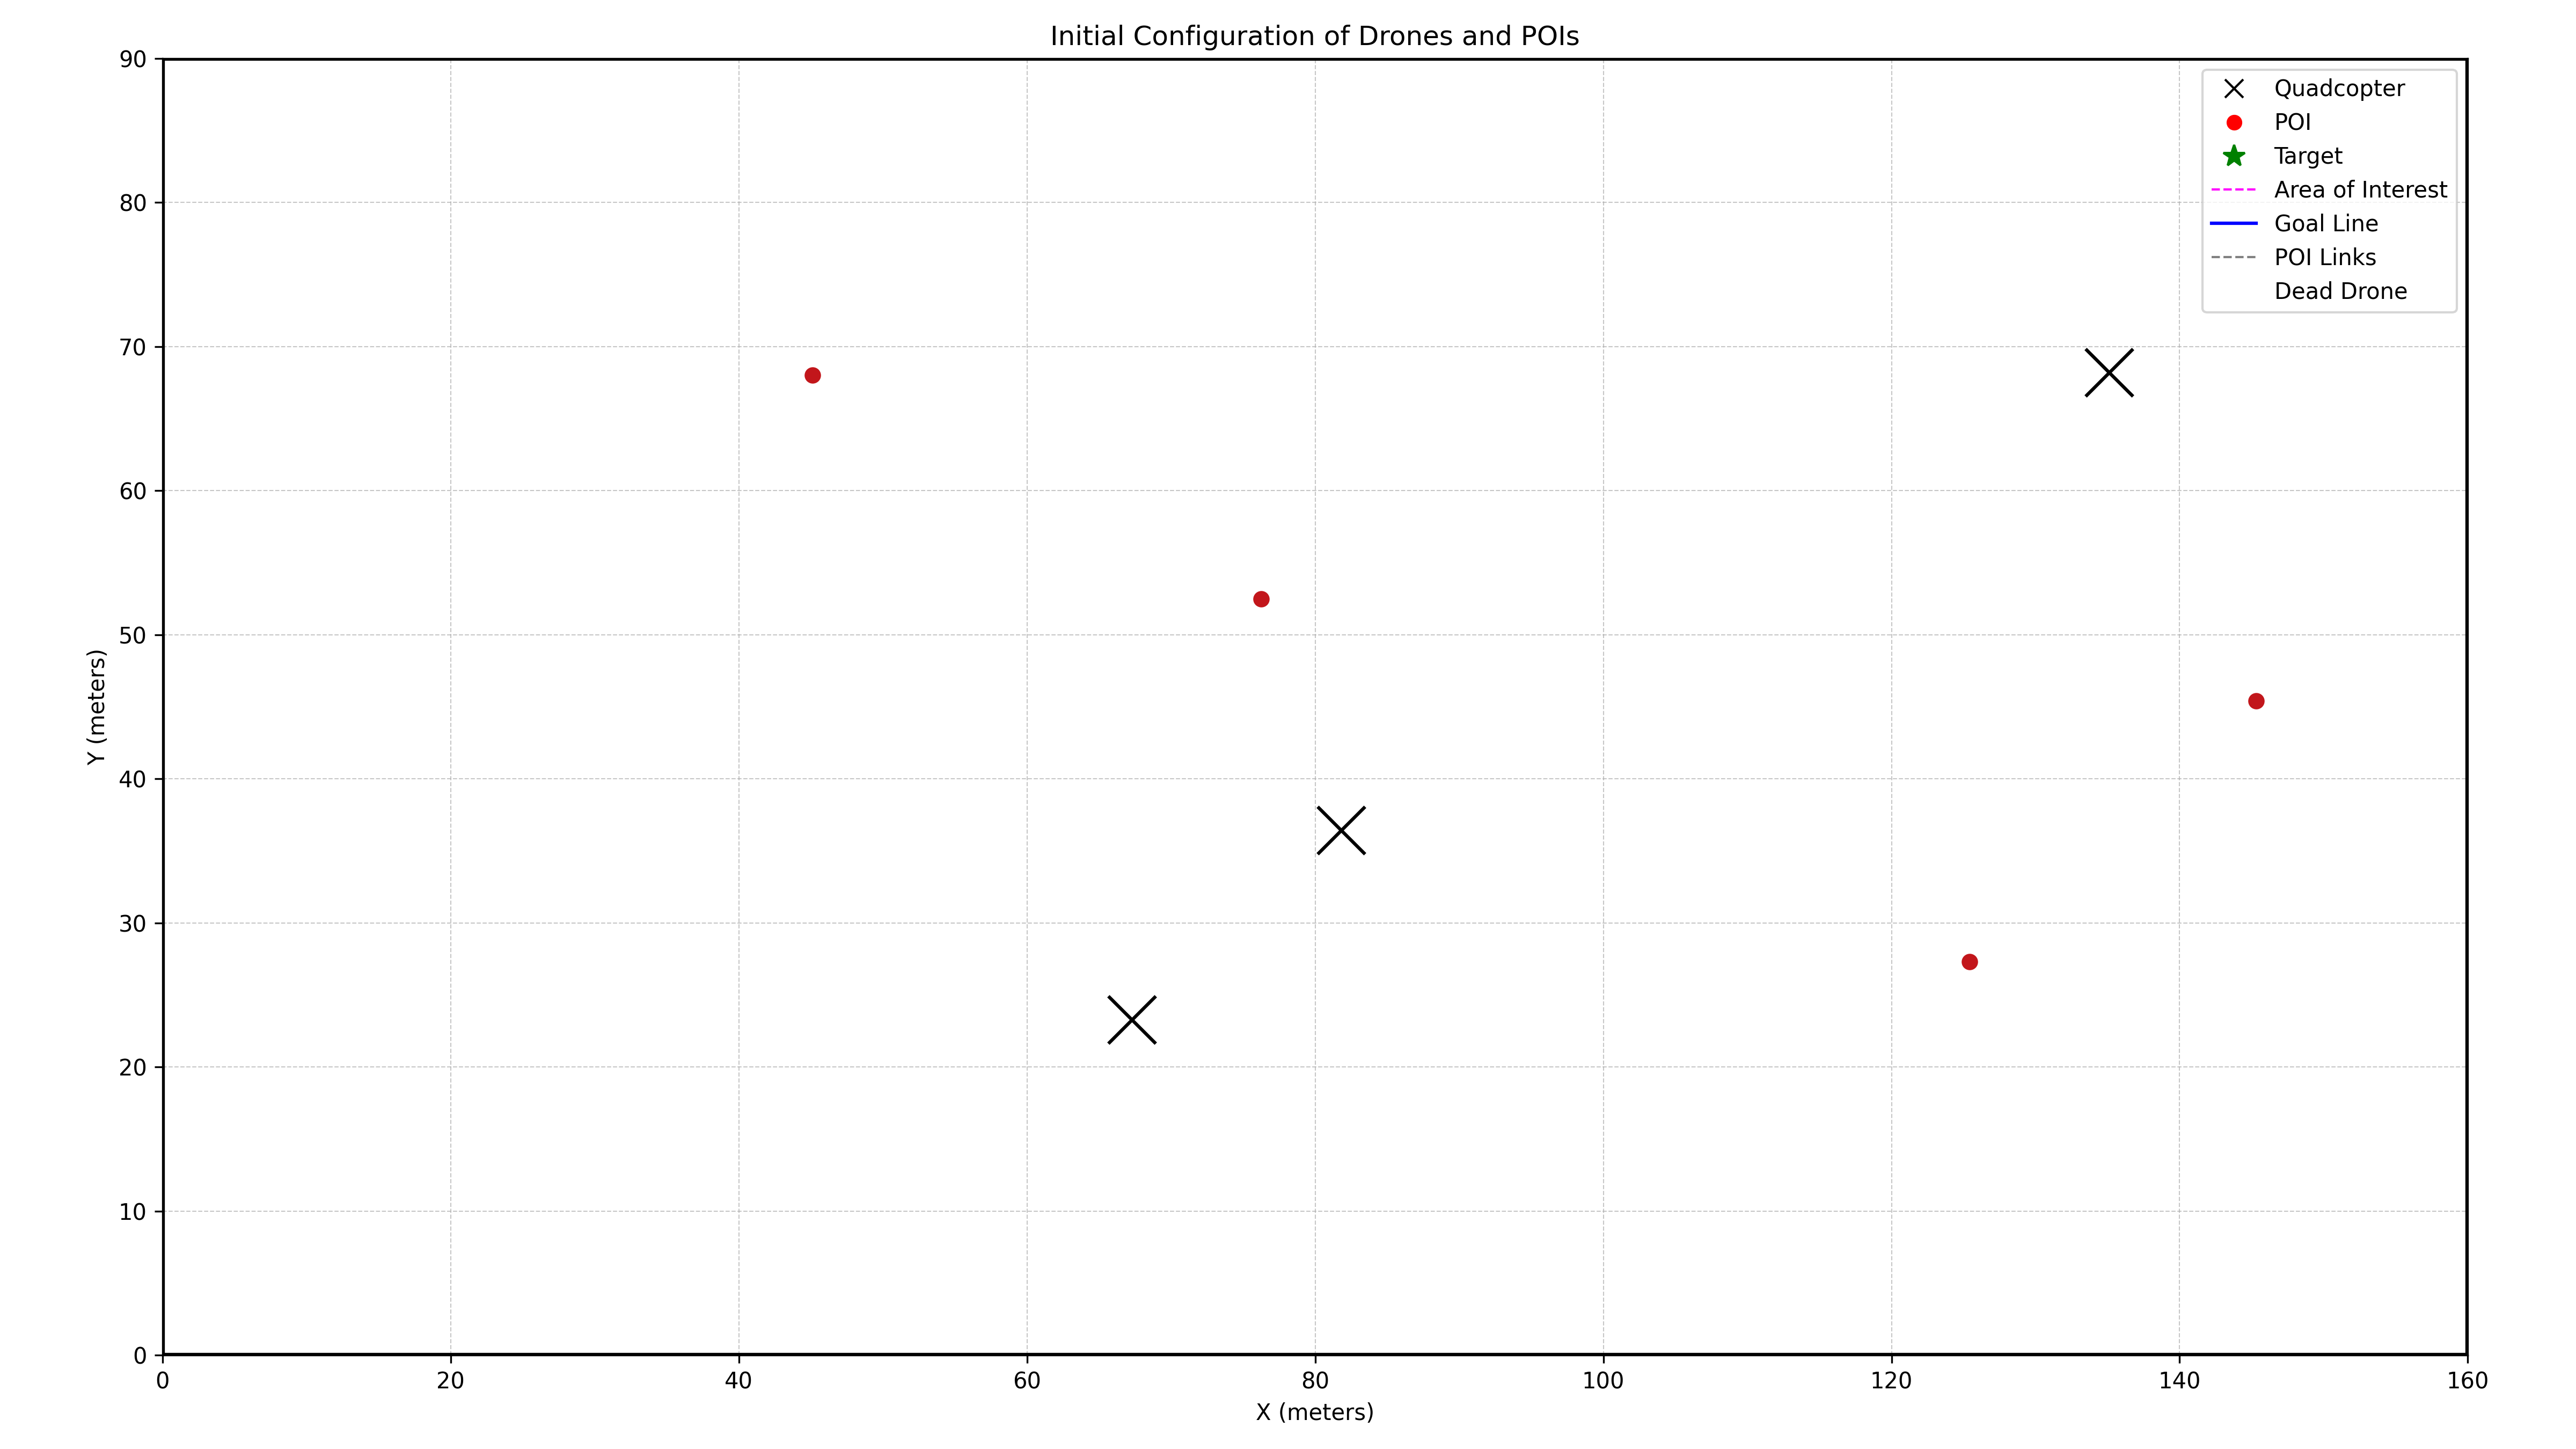 Initial Configuration of Drones and POIs
Quadcopter
POI
Target
Area of Interest
Goal Line
POI Links
Dead Drone
Y (meters)
90
80
70
60
50
40
30
20
10
0
0 20 40 60 80 100 120 140 160
X (meters)